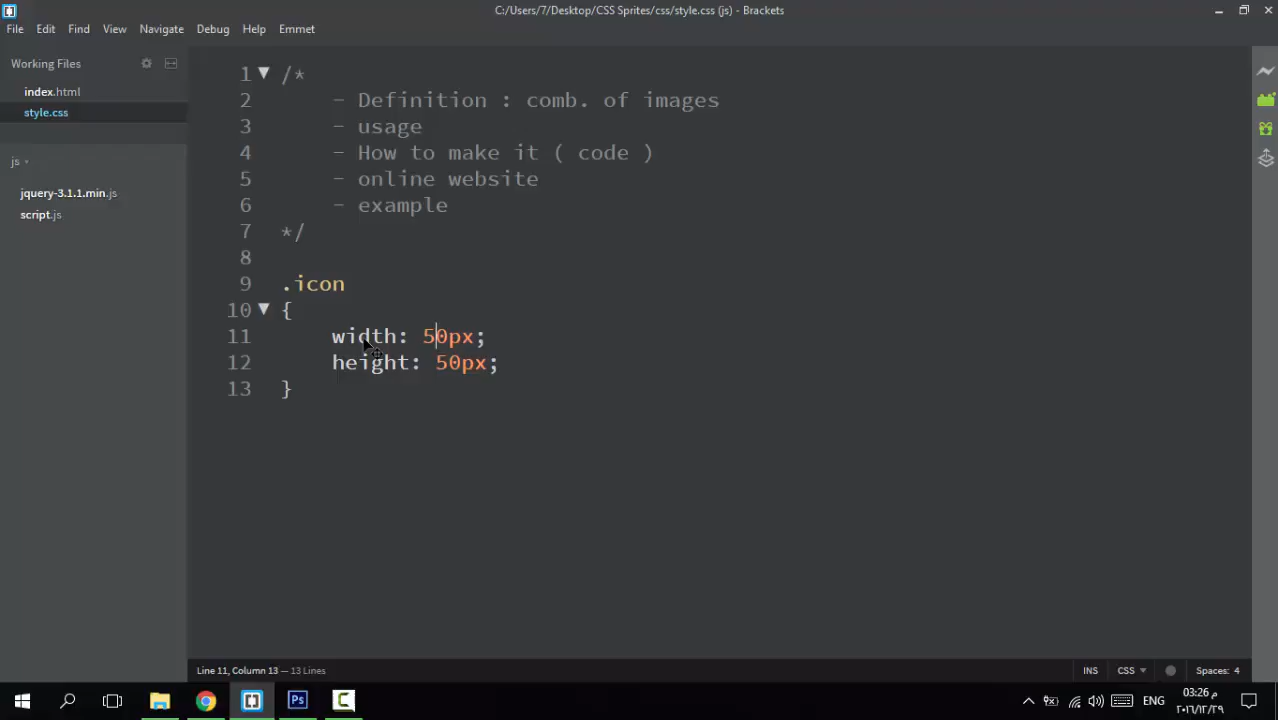 C:/Users/7/Desktop/CSS Sprites/css/style.css (js) - Brackets
File Edit Find View Navigate Debug Help Emmet
Working Files
index.html
style.css
js
jquery-3.1.1.min.js
script.js
1 /*
2 - Definition : comb. of images
3 - usage
4 - How to make it ( code )
5 - online website
6 - example
7 */
8
9 .icon
10 {
11 width: 50px;
12 height: 50px;
13 }
Line 11, Column 13 — 13 Lines
INS CSS Spaces: 4
Ps
ENG
03:26 م
٢٠١٦/١٢/٢٩